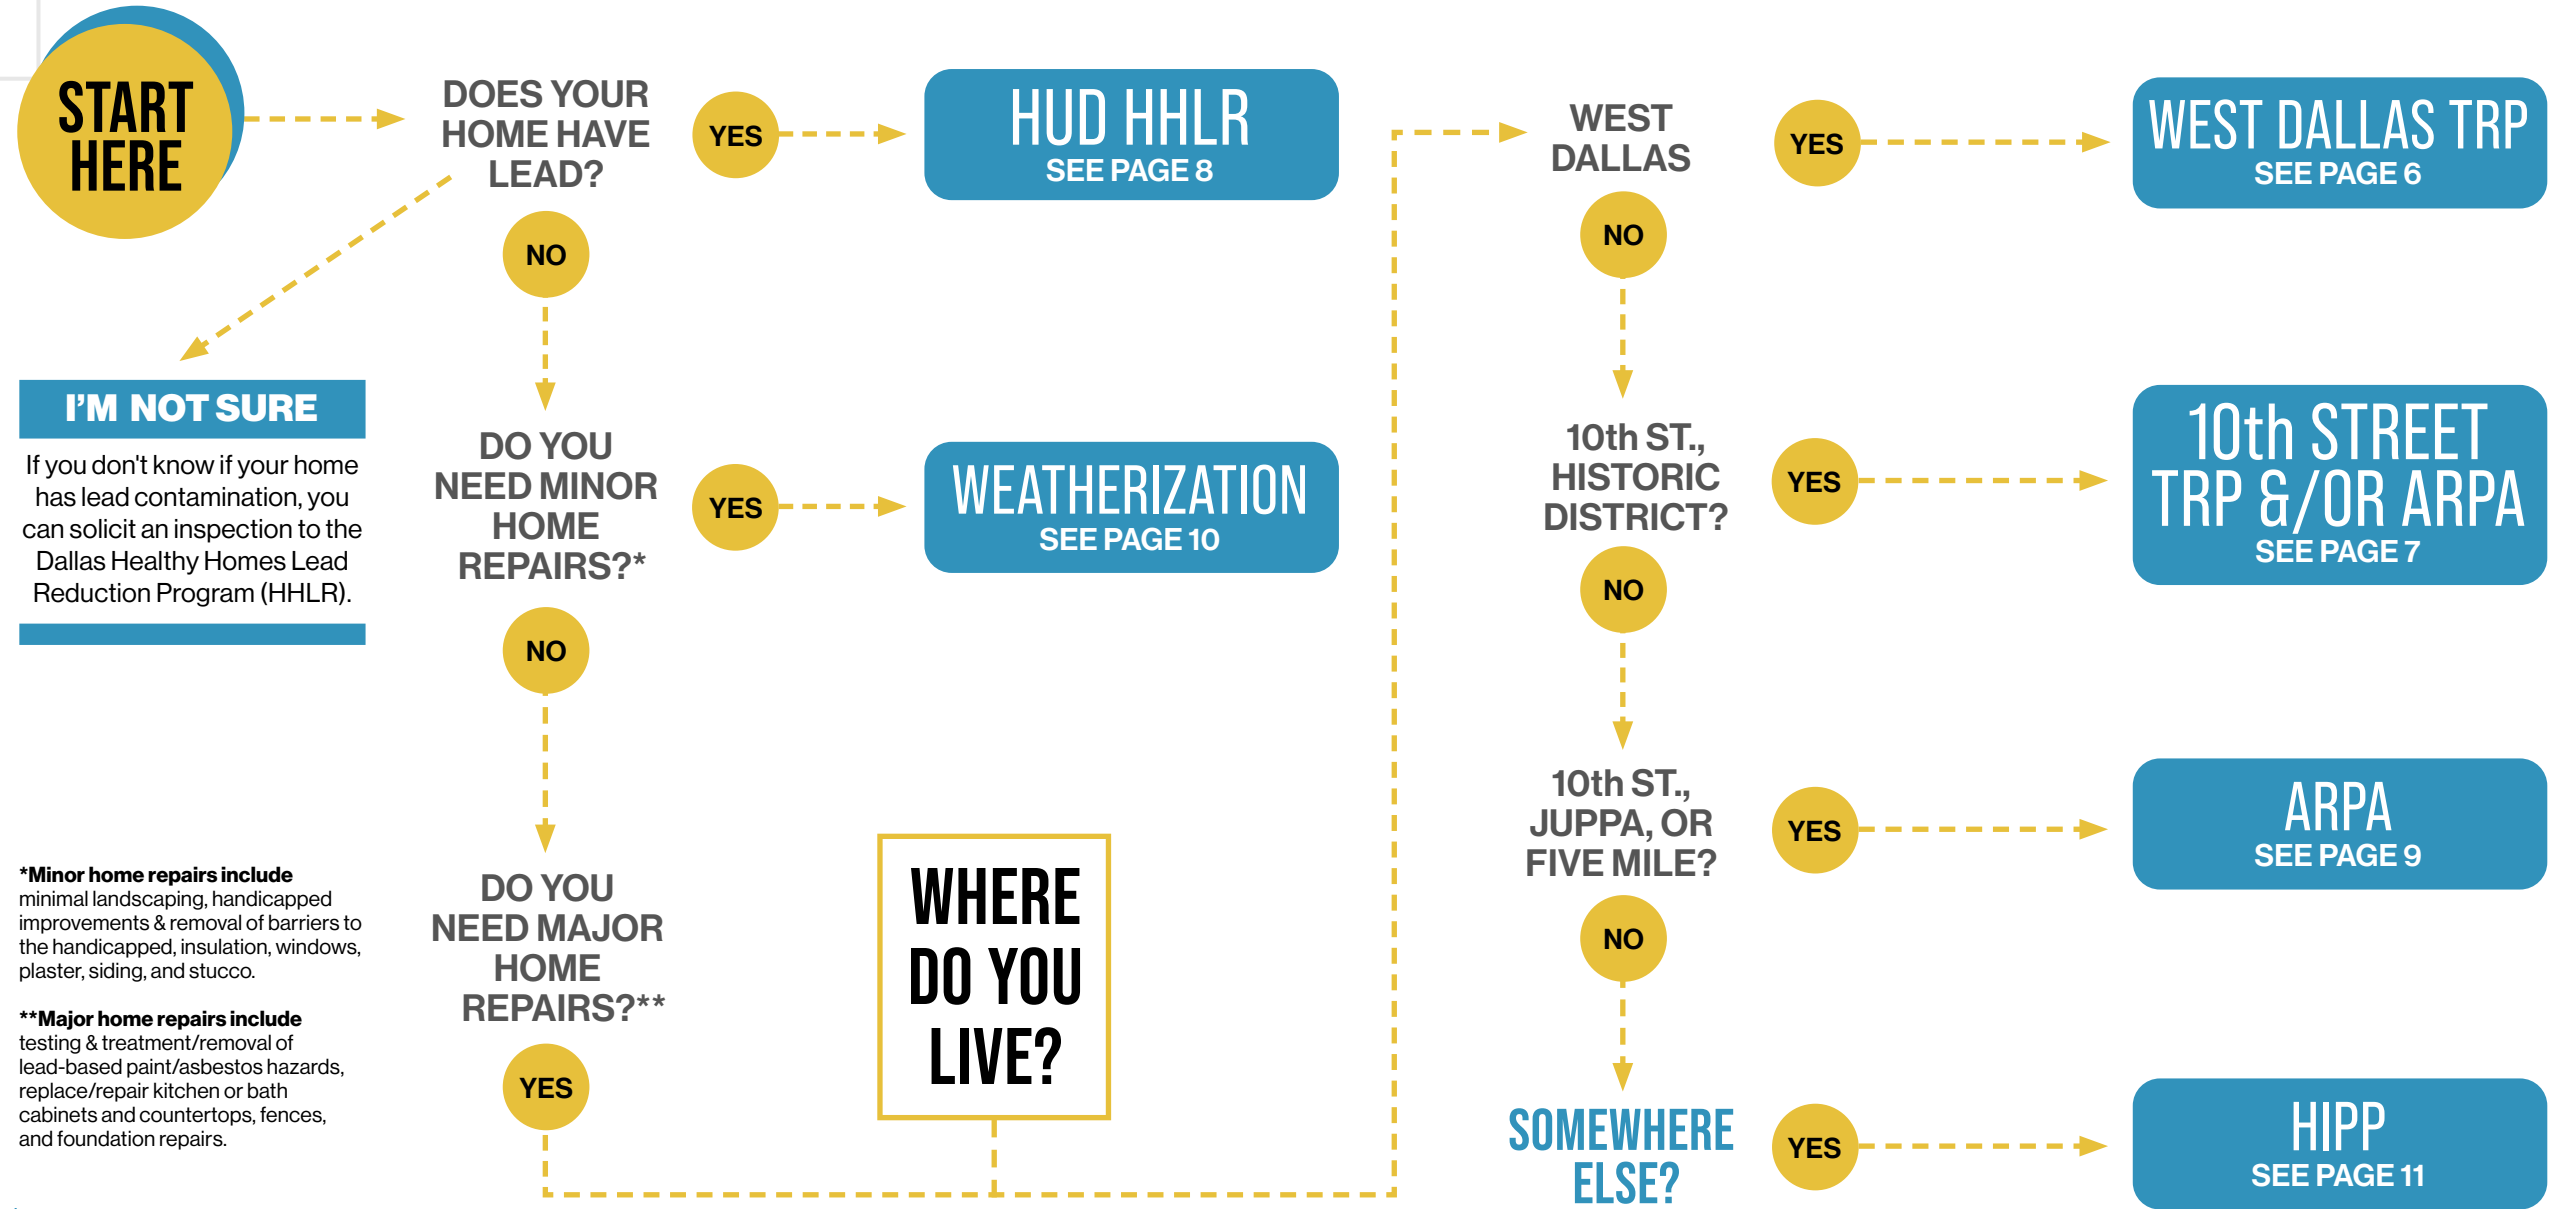 START
HERE
DOES YOUR
HOME HAVE
LEAD?
YES
HUD HHLR
SEE PAGE 8
NO
I'M NOT SURE
If you don't know if your home
has lead contamination, you
can solicit an inspection to the
Dallas Healthy Homes Lead
Reduction Program (HHLR).
DO YOU
NEED MINOR
HOME
REPAIRS?*
YES
WEATHERIZATION
SEE PAGE 10
NO
DO YOU
NEED MAJOR
HOME
REPAIRS?**
YES
*Minor home repairs include
minimal landscaping, handicapped
improvements & removal of barriers to
the handicapped, insulation, windows,
plaster, siding, and stucco.
**Major home repairs include
testing & treatment/removal of
lead-based paint/asbestos hazards,
replace/repair kitchen or bath
cabinets and countertops, fences,
and foundation repairs.
WHERE
DO YOU
LIVE?
WEST
DALLAS
YES
WEST DALLAS TRP
SEE PAGE 6
NO
10th ST.,
HISTORIC
DISTRICT?
YES
10th STREET
TRP &/OR ARPA
SEE PAGE 7
NO
10th ST.,
JUPPA, OR
FIVE MILE?
YES
ARPA
SEE PAGE 9
NO
SOMEWHERE
ELSE?
YES
HIPP
SEE PAGE 11